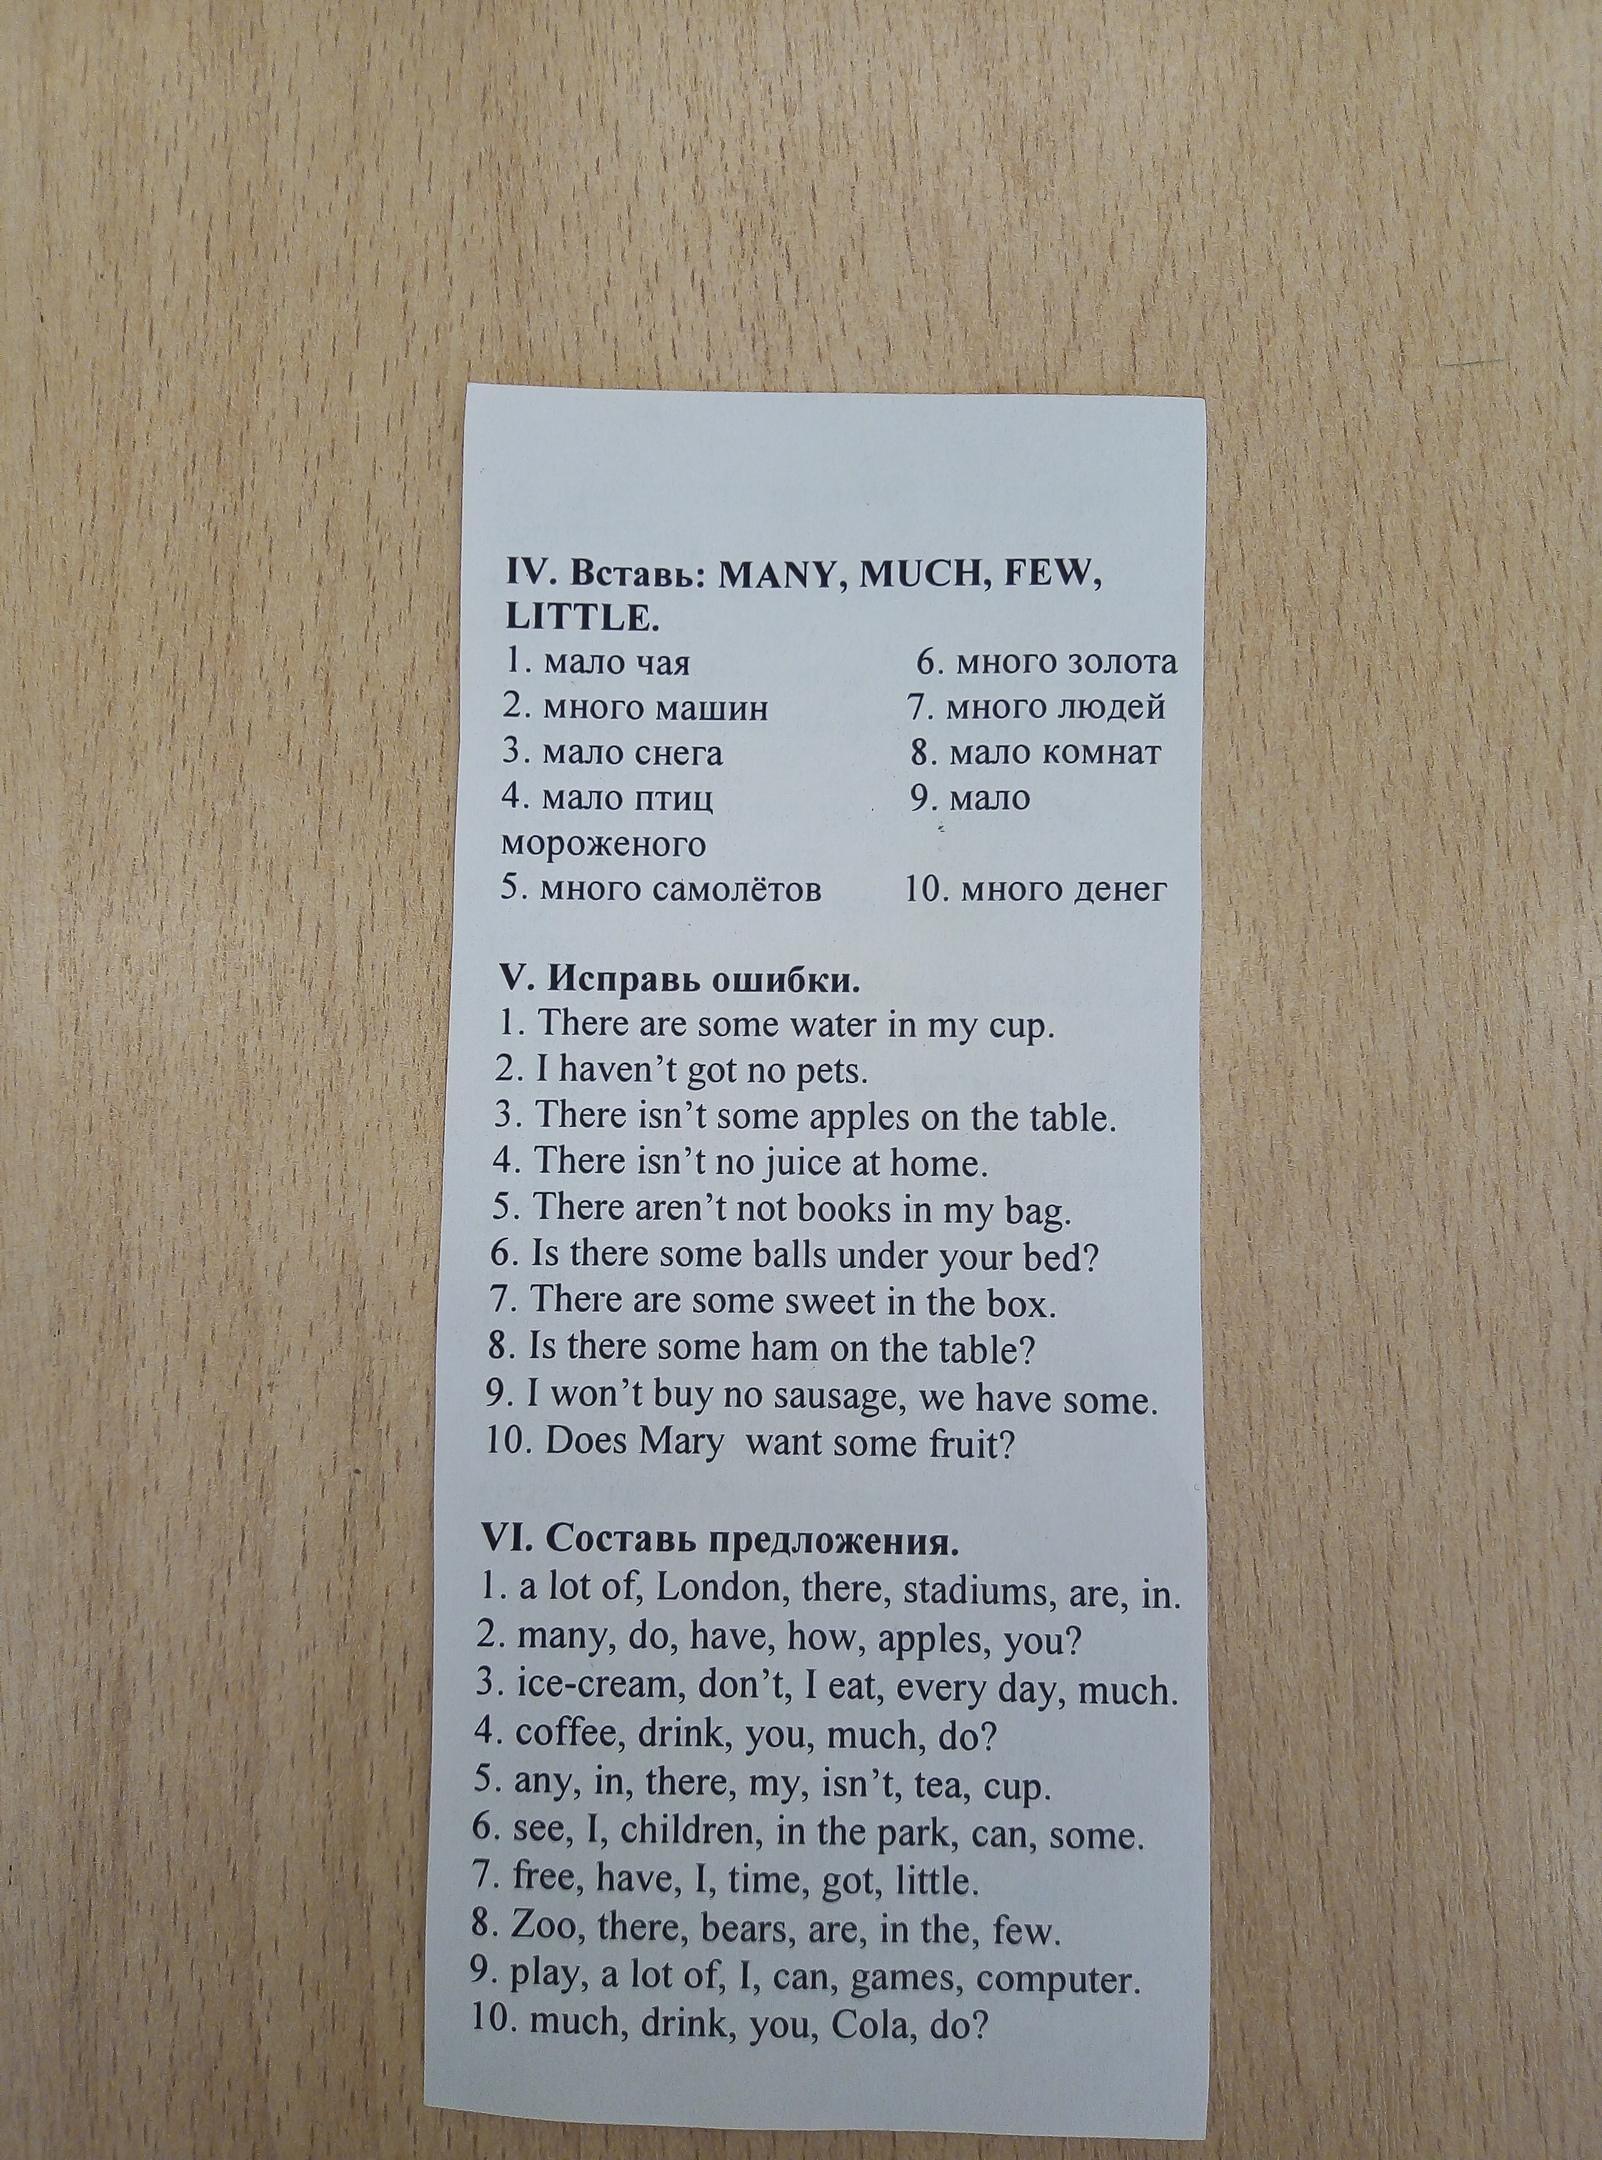 IV. Вставь: MANY, MUCH, FEW,
LITTLE.
1. мало чая 6. много золота
2. много машин 7. много людей
3. мало снега 8. мало комнат
4. мало птиц 9. мало
мороженого
5. много самолётов 10. много денег
V. Исправь ошибки.
1. There are some water in my cup.
2. I haven’t got no pets.
3. There isn’t some apples on the table.
4. There isn’t no juice at home.
5. There aren’t not books in my bag.
6. Is there some balls under your bed?
7. There are some sweet in the box.
8. Is there some ham on the table?
9. I won’t buy no sausage, we have some.
10. Does Mary want some fruit?
VI. Составь предложения.
1. a lot of, London, there, stadiums, are, in.
2. many, do, have, how, apples, you?
3. ice-cream, don’t, I eat, every day, much.
4. coffee, drink, you, much, do?
5. any, in, there, my, isn’t, tea, cup.
6. see, I, children, in the park, can, some.
7. free, have, I, time, got, little.
8. Zoo, there, bears, are, in the, few.
9. play, a lot of, I, can, games, computer.
10. much, drink, you, Cola, do?